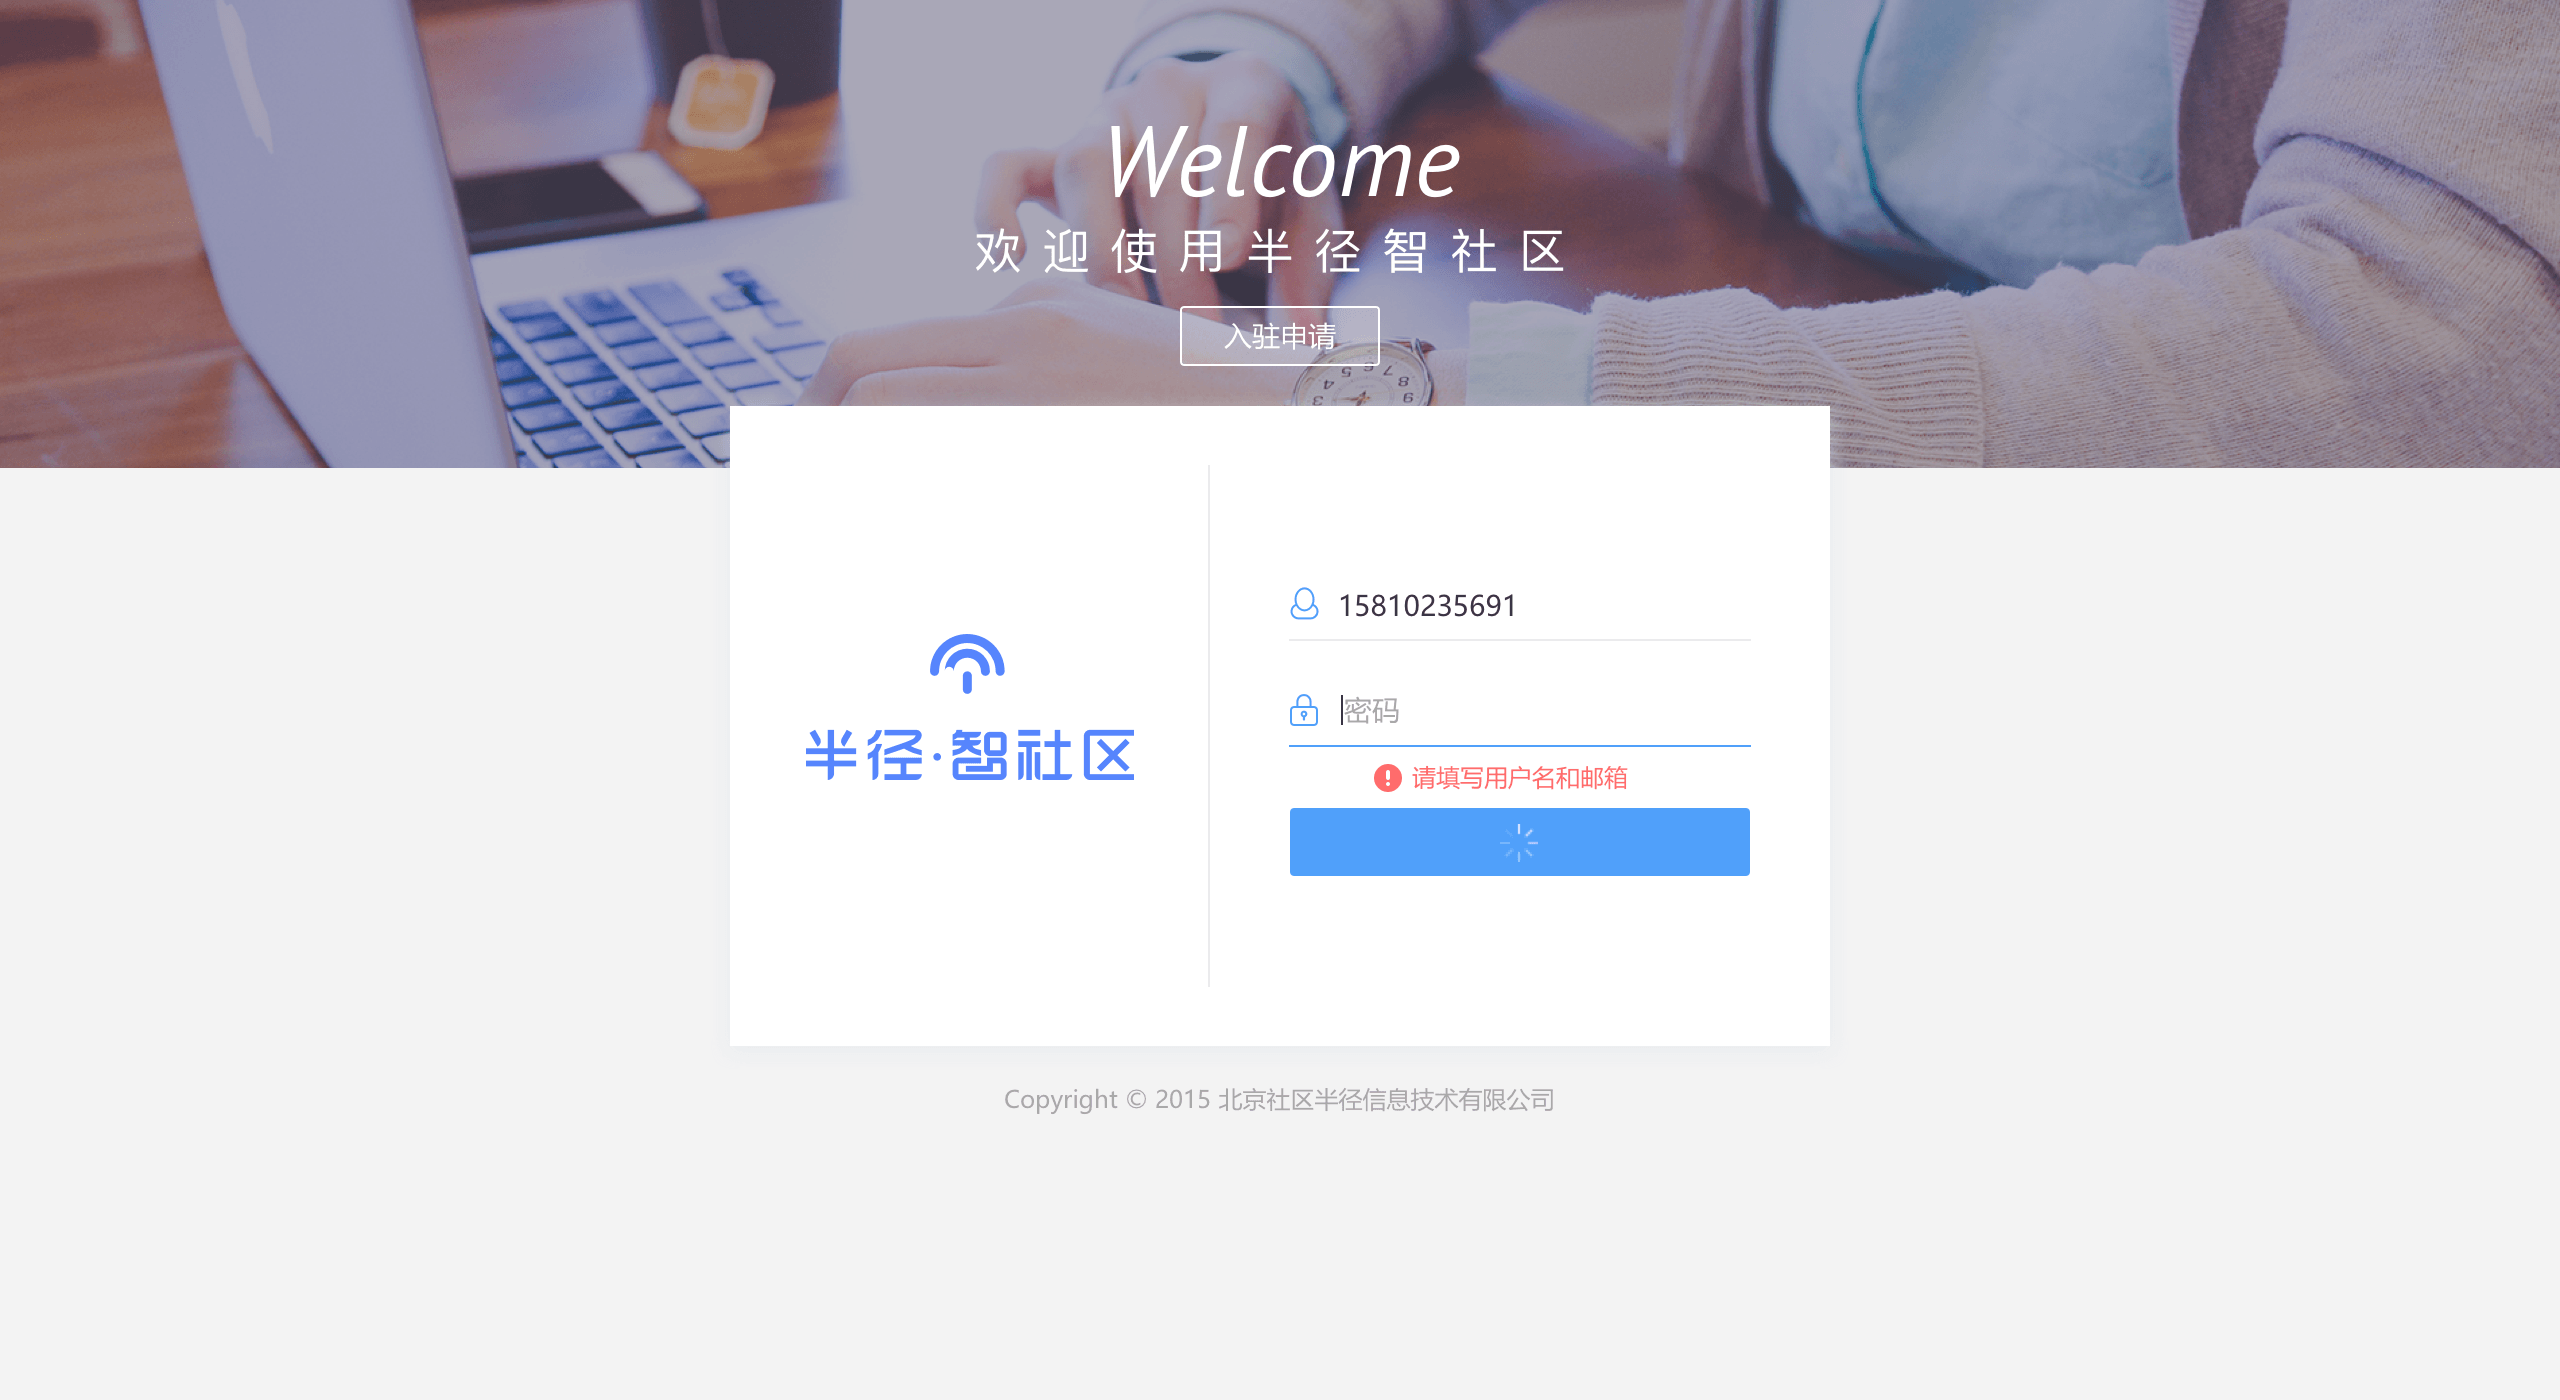 Welcome
欢迎使用半径智社区
入驻申请
15810235691
半径·智社区
密码
请填写用户名和邮箱
Copyright © 2015 北京社区半径信息技术有限公司